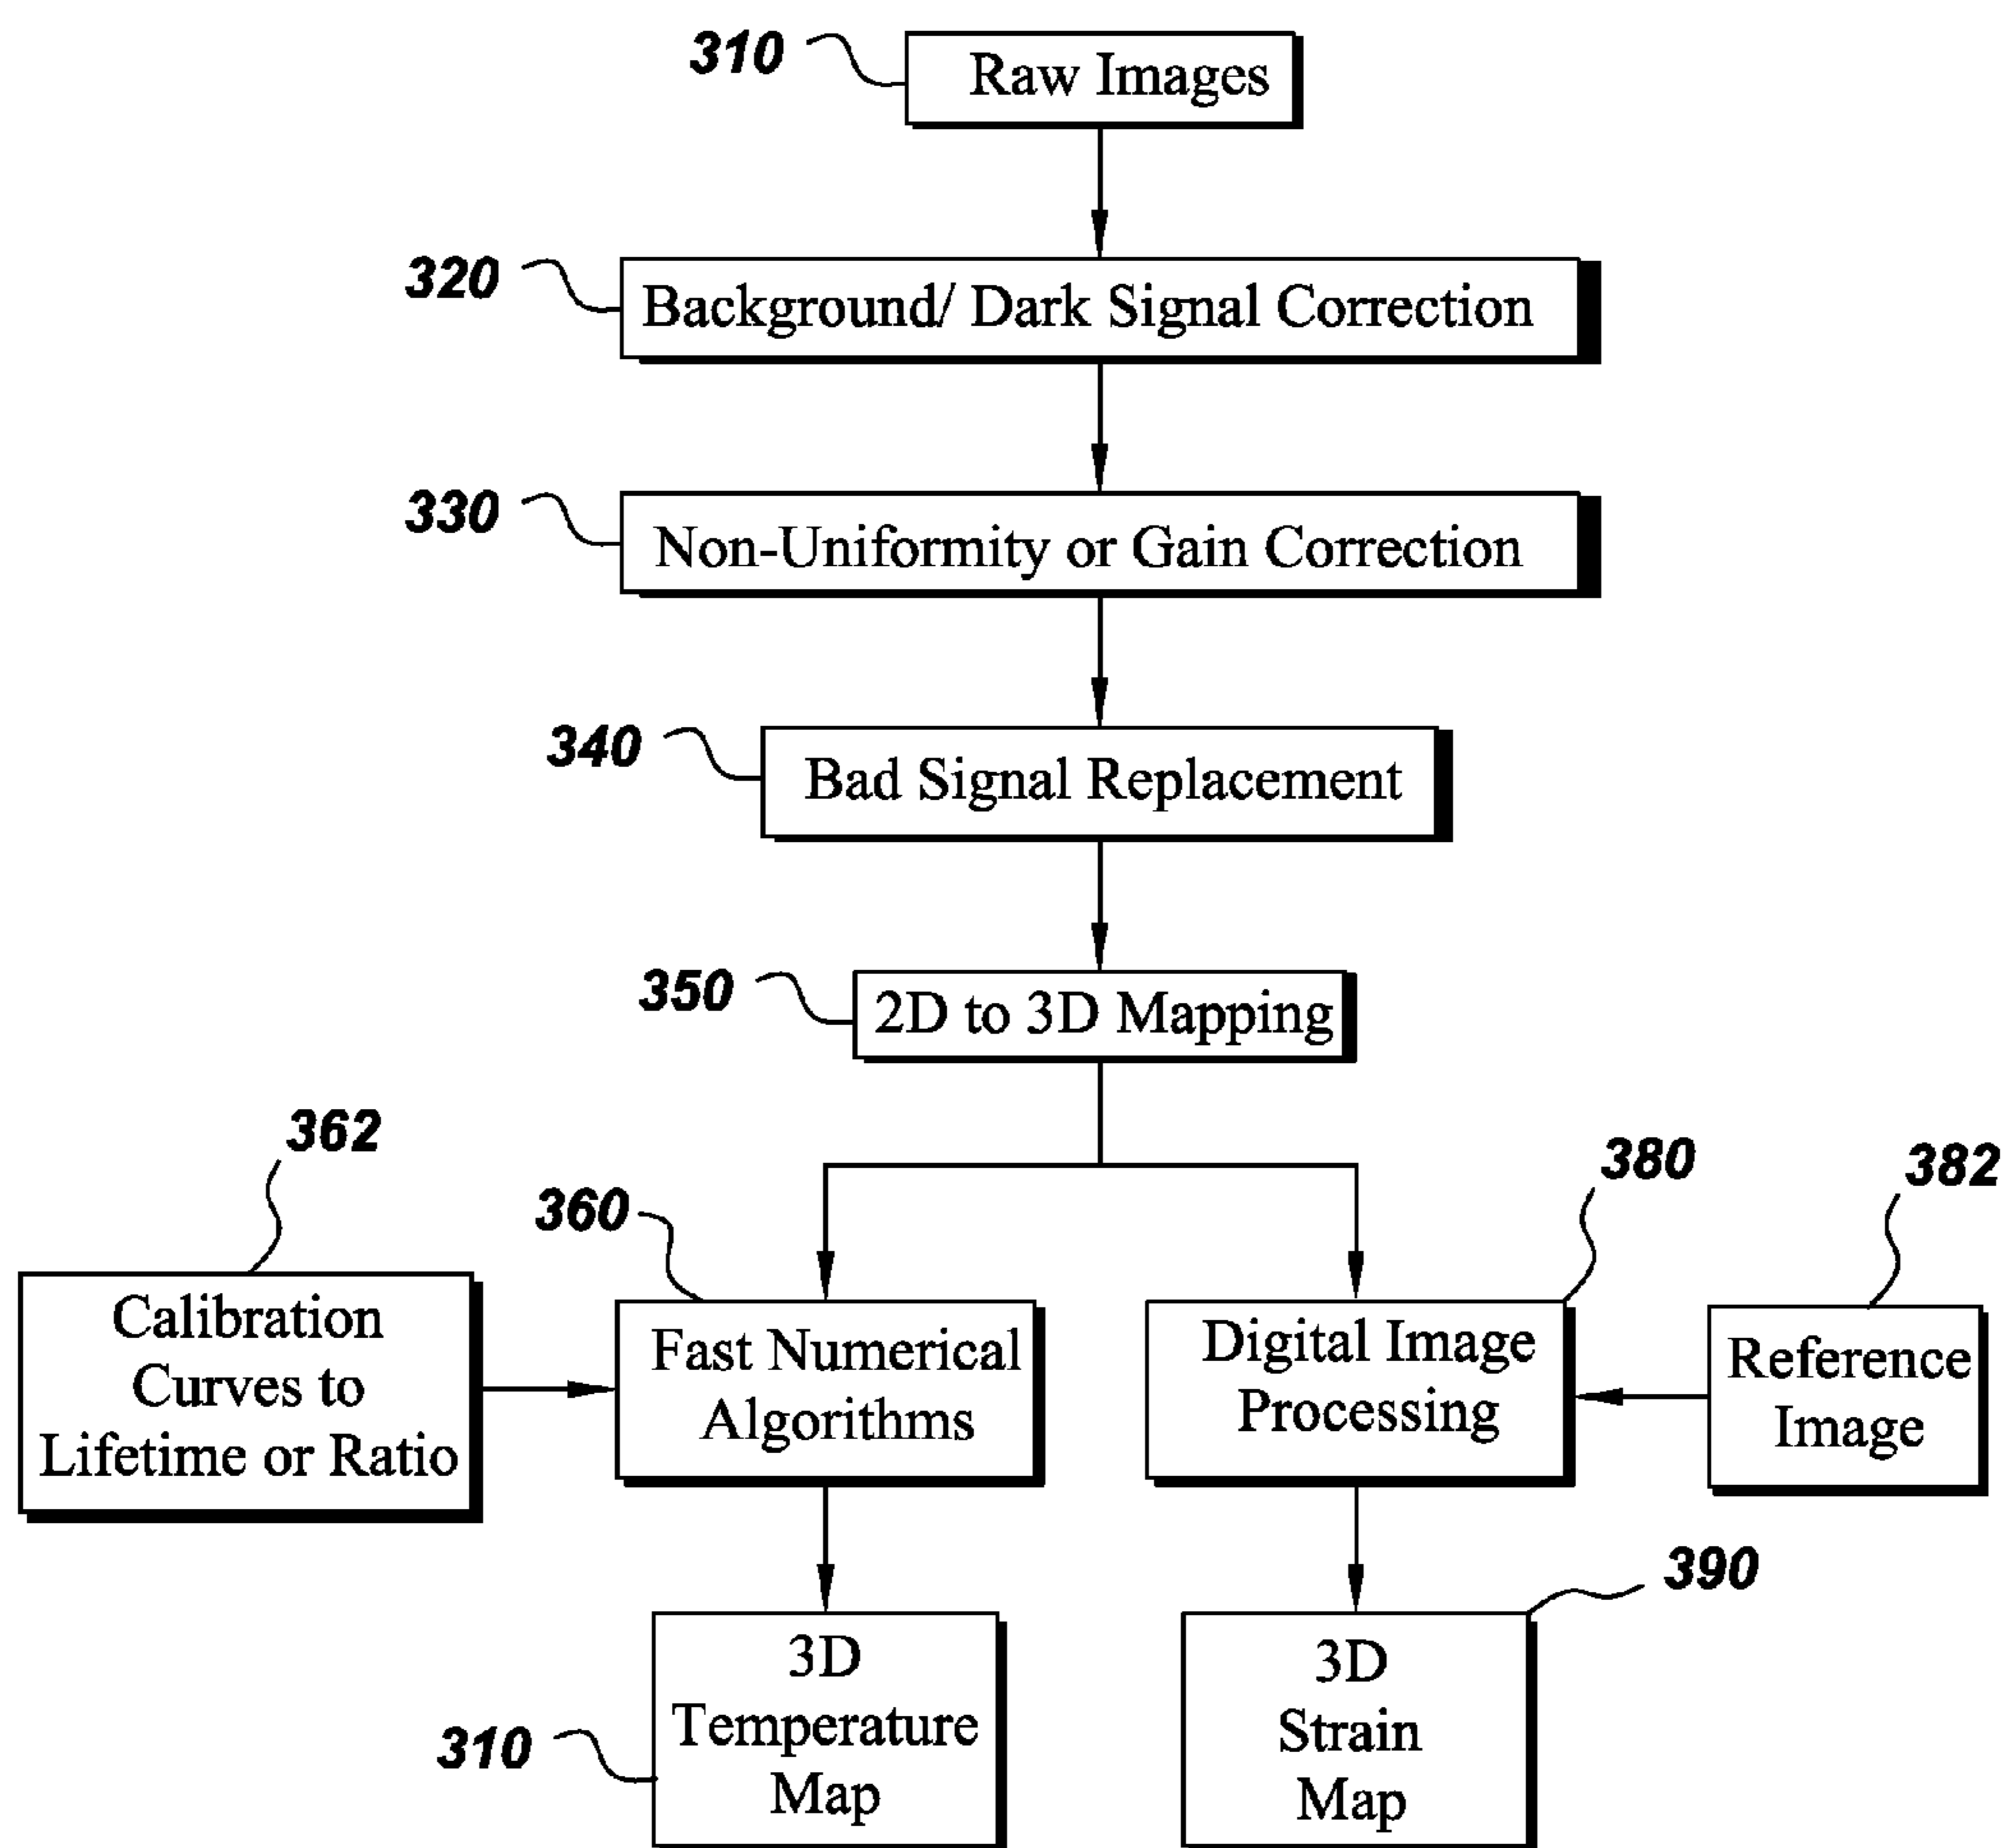 310
Raw Images
320
Background/ Dark Signal Correction
330
Non-Uniformity or Gain Correction
340
Bad Signal Replacement
350
2D to 3D Mapping
362
Calibration
Curves to
Lifetime or Ratio
360
Fast Numerical
Algorithms
380
Digital Image
Processing
382
Reference
Image
310
3D
Temperature
Map
390
3D
Strain
Map